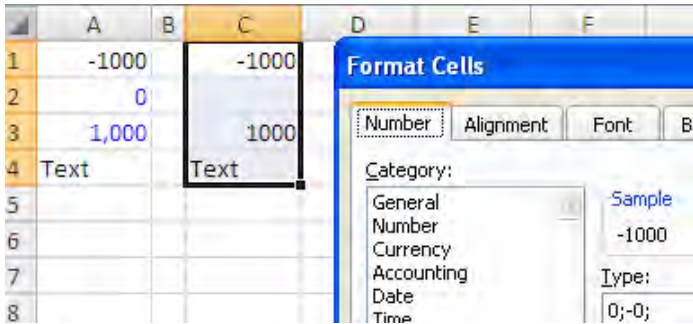 A B C D E F
1 -1000 -1000 Format Cells
2 0
3 1,000 1000 Number Alignment Font B
4 Text Text Category:
5 General Sample
6 Number -1000
Currency
7 Accounting Type:
Date
8 Time 0;-0;